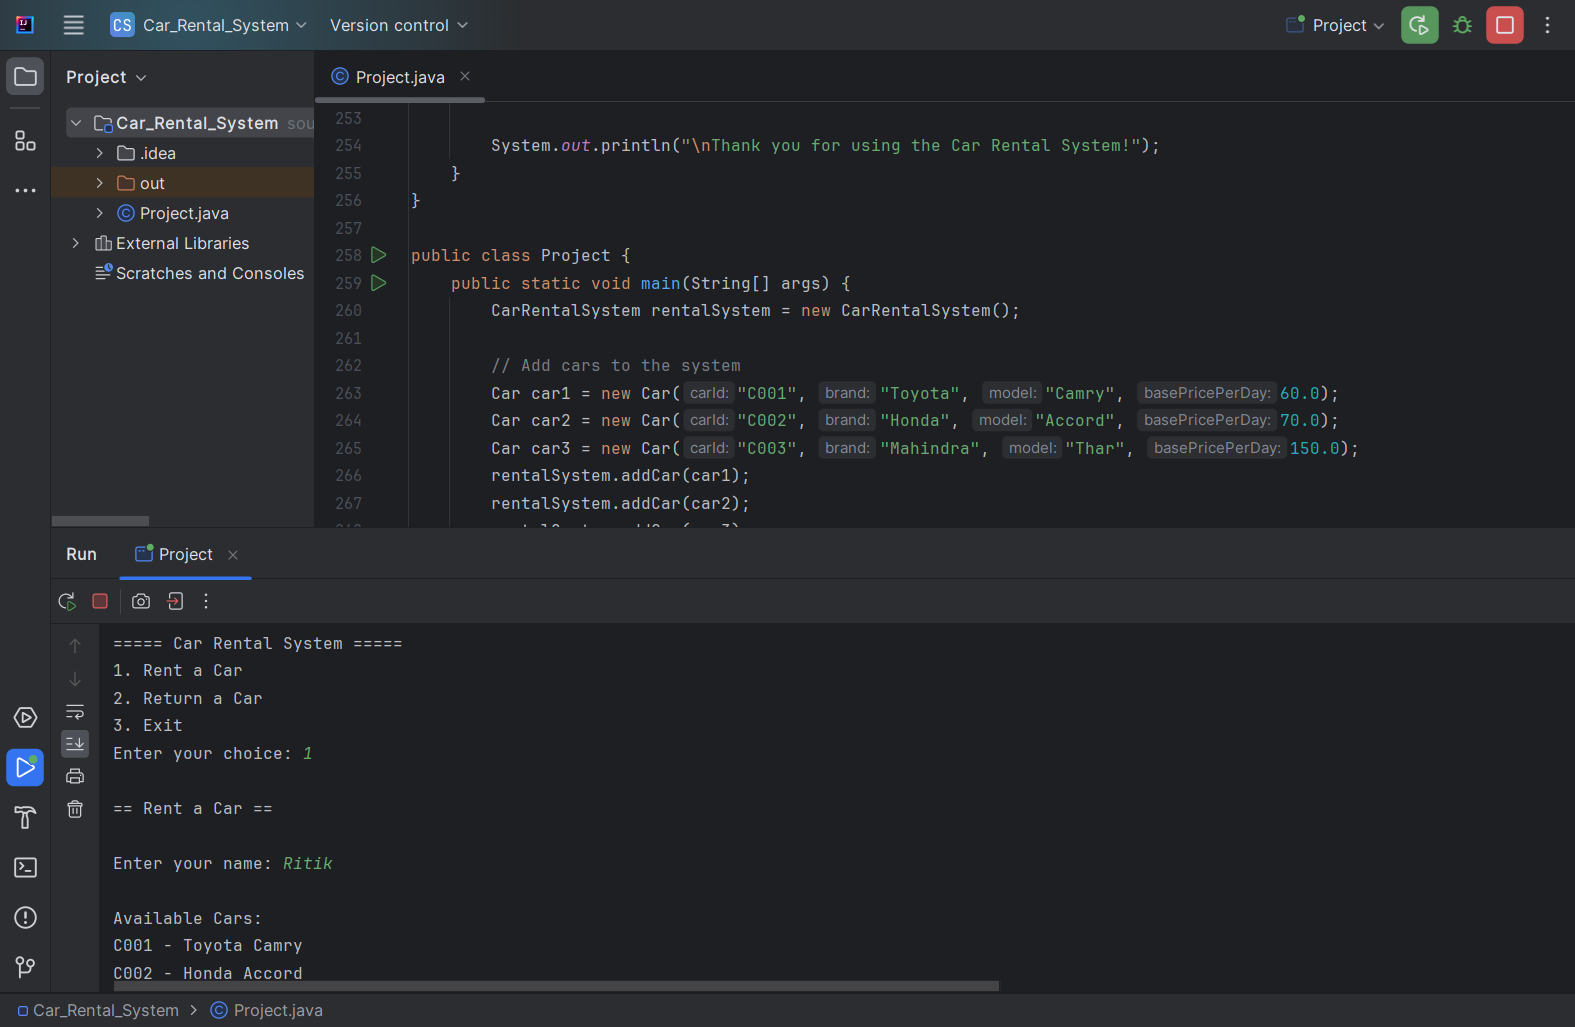 CS Car_Rental_System Version control Project
Project
Project.java
Car_Rental_System sou
.idea
out
Project.java
External Libraries
Scratches and Consoles
253
254 System.out.println("\nThank you for using the Car Rental System!");
255 }
256 }
257
258 public class Project {
259 public static void main(String[] args) {
260 CarRentalSystem rentalSystem = new CarRentalSystem();
261
262 // Add cars to the system
263 Car car1 = new Car( carId: "C001", brand: "Toyota", model: "Camry", basePricePerDay: 60.0);
264 Car car2 = new Car( carId: "C002", brand: "Honda", model: "Accord", basePricePerDay: 70.0);
265 Car car3 = new Car( carId: "C003", brand: "Mahindra", model: "Thar", basePricePerDay: 150.0);
266 rentalSystem.addCar(car1);
267 rentalSystem.addCar(car2);
Run Project
===== Car Rental System =====
1. Rent a Car
2. Return a Car
3. Exit
Enter your choice: 1
== Rent a Car ==
Enter your name: Ritik
Available Cars:
C001 - Toyota Camry
C002 - Honda Accord
Car_Rental_System > Project.java